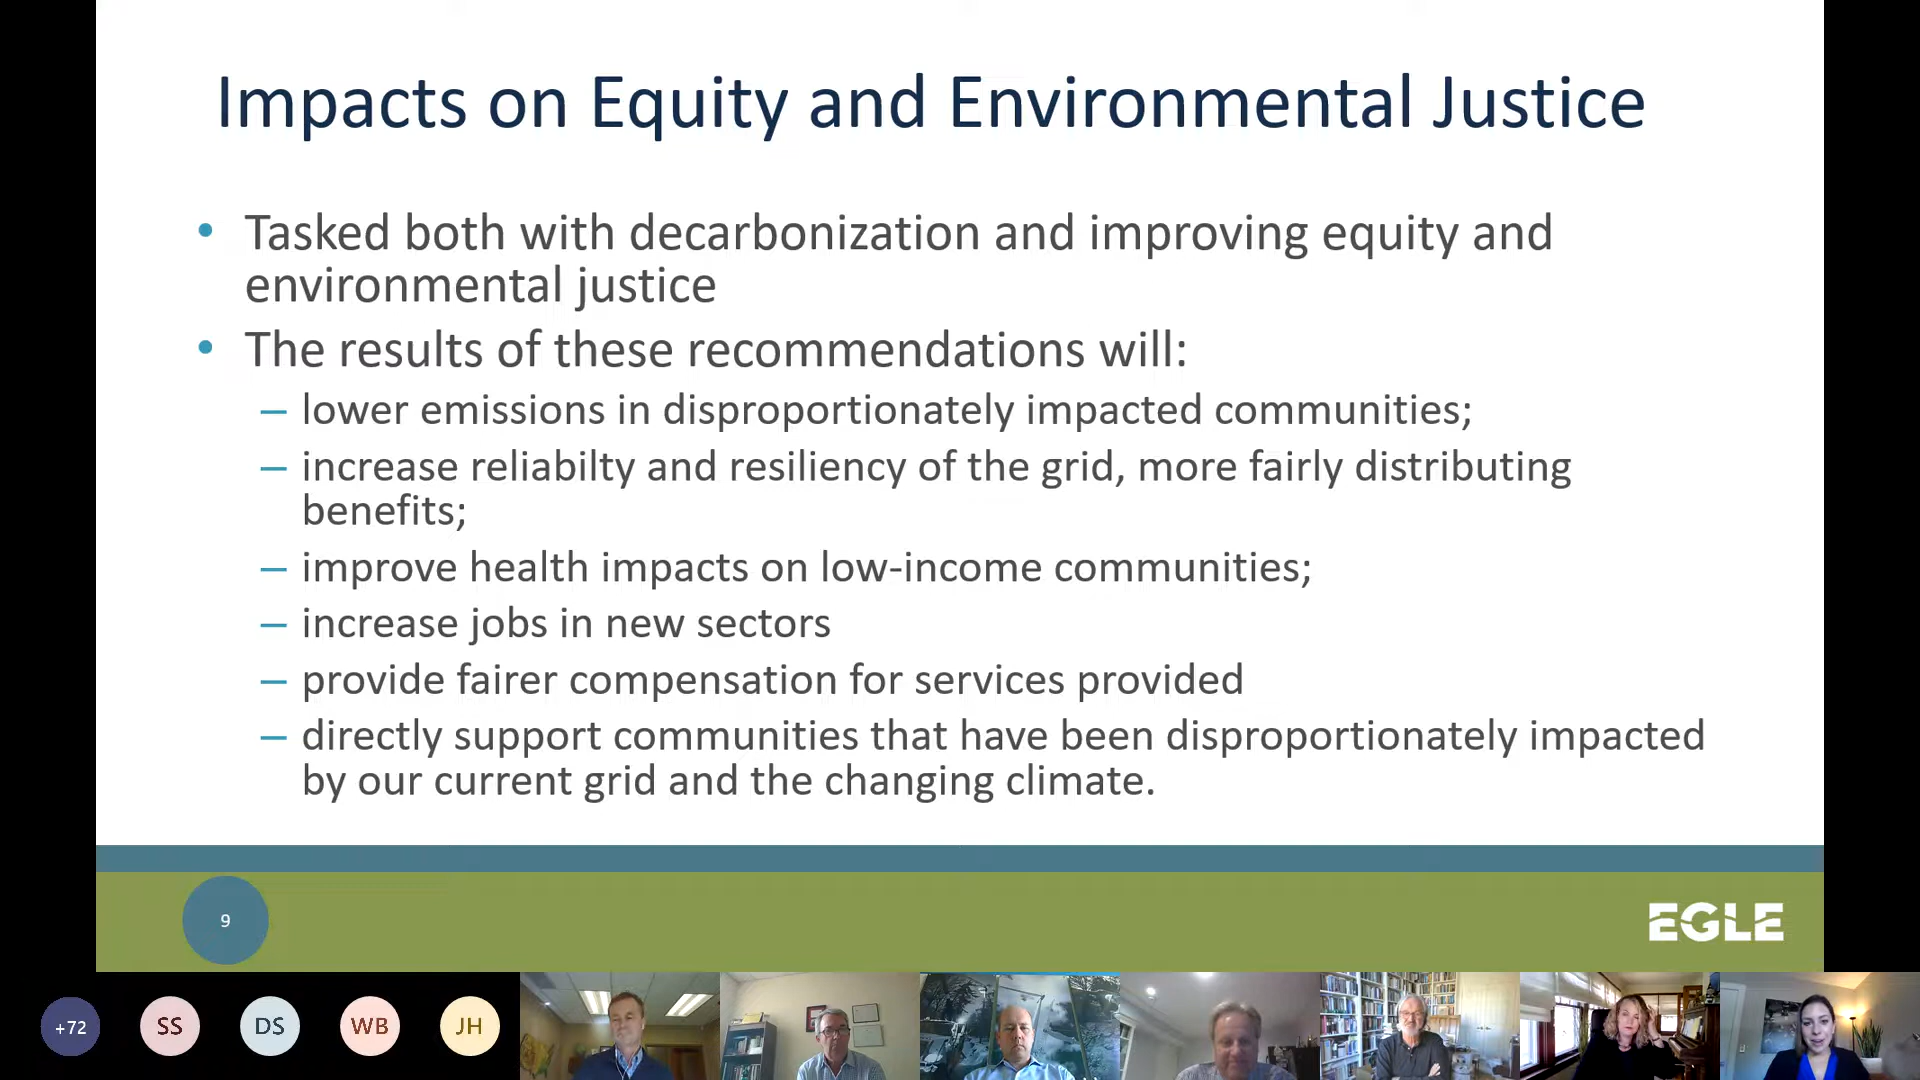 Impacts on Equity and Environmental Justice
• Tasked both with decarbonization and improving equity and
environmental justice
• The results of these recommendations will:
– lower emissions in disproportionately impacted communities;
– increase reliabilty and resiliency of the grid, more fairly distributing
benefits;
– improve health impacts on low-income communities;
– increase jobs in new sectors
– provide fairer compensation for services provided
– directly support communities that have been disproportionately impacted
by our current grid and the changing climate.
9
EGLE
+72
SS
DS
WB
JH